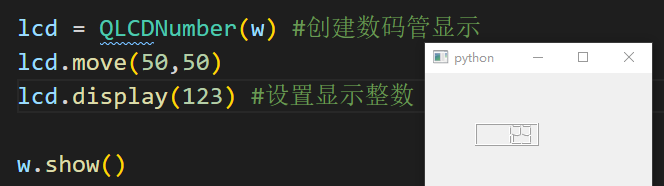 lcd = QLCDNumber(w) #创建数码管显示
lcd.move(50,50)
python
lcd.display(123) #设置显示整数
w.show()